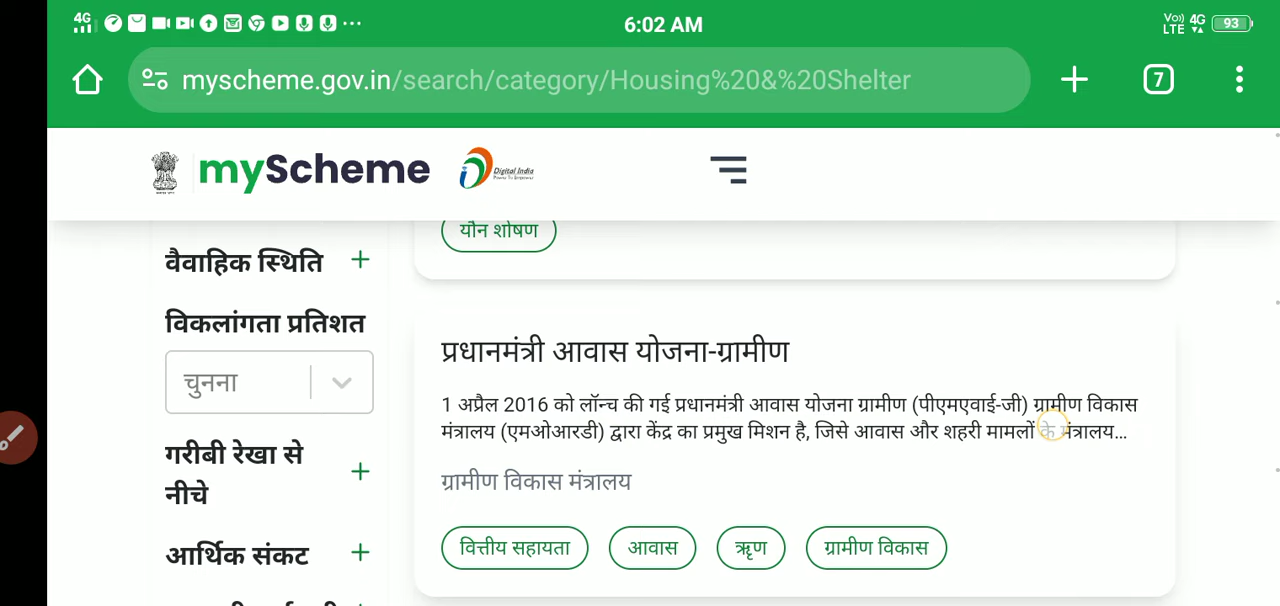 4G 6:02 AM Vo) LTE 4G 93
myscheme.gov.in/search/category/Housing%20&%20Shelter 7
myScheme Digital India
यौन शोषण
वैवाहिक स्थिति +
विकलांगता प्रतिशत
चुनना
गरीबी रेखा से
नीचे +
आर्थिक संकट +
प्रधानमंत्री आवास योजना-ग्रामीण
1 अप्रैल 2016 को लॉन्च की गई प्रधानमंत्री आवास योजना ग्रामीण (पीएमएवाई-जी) ग्रामीण विकास
मंत्रालय (एमओआरडी) द्वारा केंद्र का प्रमुख मिशन है, जिसे आवास और शहरी मामलों के मंत्रालय...
ग्रामीण विकास मंत्रालय
वित्तीय सहायता आवास ऋण ग्रामीण विकास